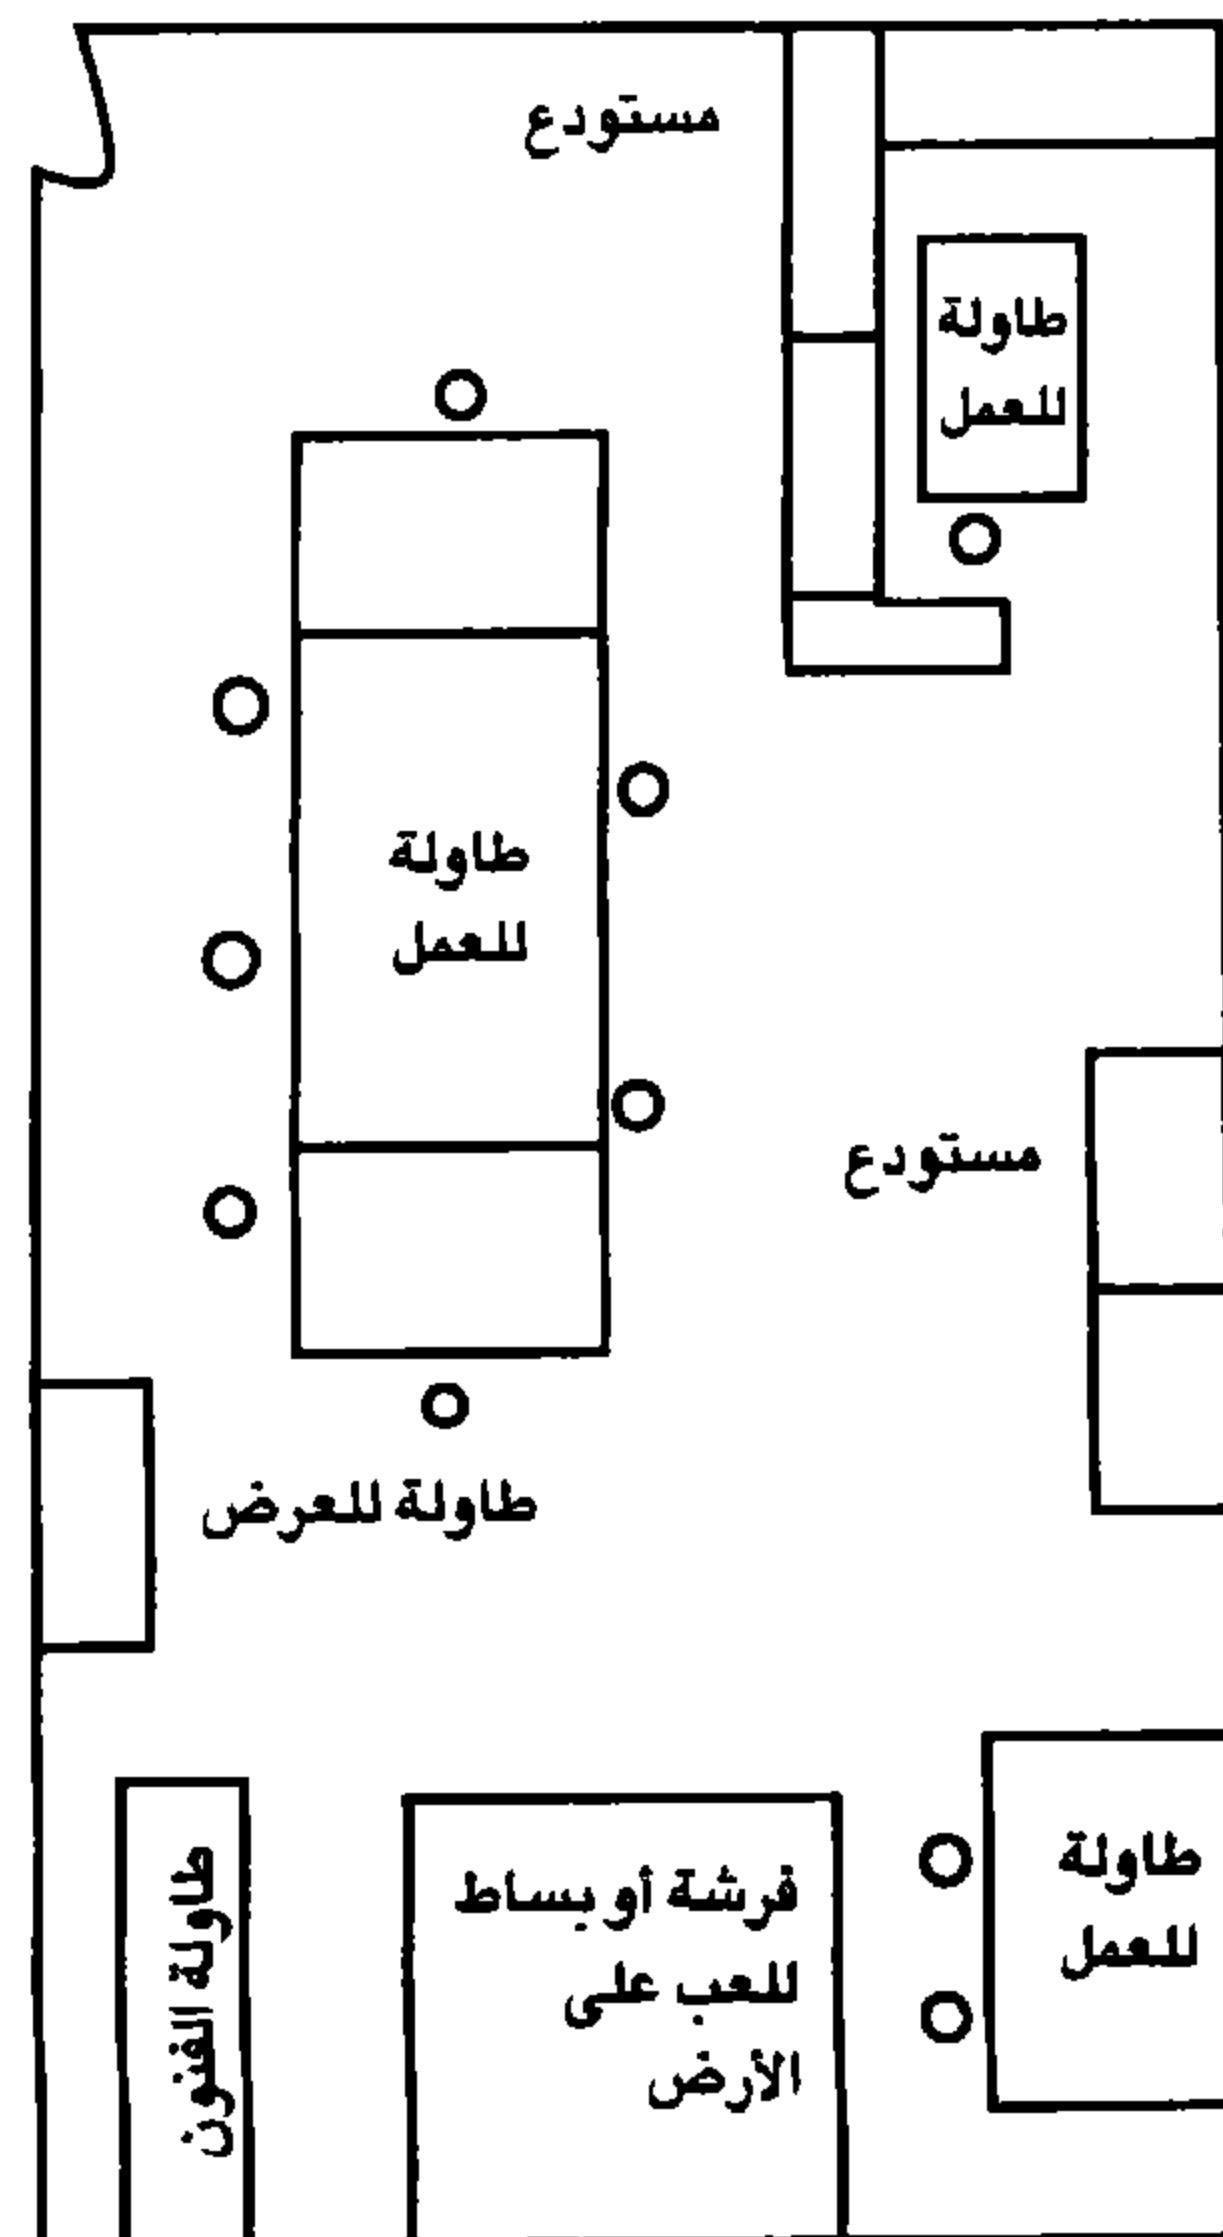 مستودع
طاولة
للعمل
طاولة
للعمل
مستودع
طاولة للعرض
طاولة
للعمل
فرشة أو بساط
للعب على
الأرض
طاولة الفنون